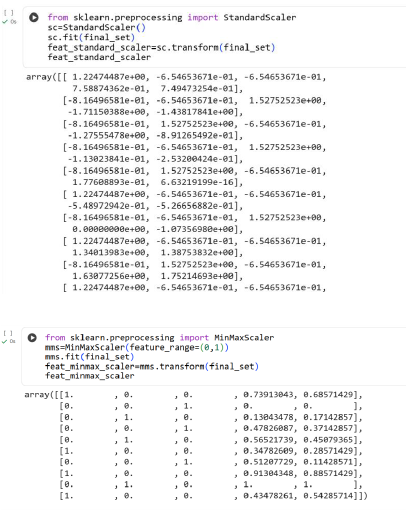 [ ]
0s
from sklearn.preprocessing import StandardScaler
sc=StandardScaler()
sc.fit(final_set)
feat_standard_scaler=sc.transform(final_set)
feat_standard_scaler
array([[ 1.22474487e+00, -6.54653671e-01, -6.54653671e-01,
7.58874362e-01, 7.49473254e-01],
[-8.16496581e-01, -6.54653671e-01, 1.52752523e+00,
-1.71150388e+00, -1.43817841e+00],
[-8.16496581e-01, 1.52752523e+00, -6.54653671e-01,
-1.27555478e+00, -8.91265492e-01],
[-8.16496581e-01, -6.54653671e-01, 1.52752523e+00,
-1.13023841e-01, -2.53200424e-01],
[-8.16496581e-01, 1.52752523e+00, -6.54653671e-01,
1.77608893e-01, 6.63219199e-16],
[ 1.22474487e+00, -6.54653671e-01, -6.54653671e-01,
-5.48972942e-01, -5.26656882e-01],
[-8.16496581e-01, -6.54653671e-01, 1.52752523e+00,
0.00000000e+00, -1.07356980e+00],
[ 1.22474487e+00, -6.54653671e-01, -6.54653671e-01,
1.34013983e+00, 1.38753832e+00],
[-8.16496581e-01, 1.52752523e+00, -6.54653671e-01,
1.63077256e+00, 1.75214693e+00],
[ 1.22474487e+00, -6.54653671e-01, -6.54653671e-01,
[ ]
0s
from sklearn.preprocessing import MinMaxScaler
mms=MinMaxScaler(feature_range=(0,1))
mms.fit(final_set)
feat_minmax_scaler=mms.transform(final_set)
feat_minmax_scaler
array([[1. , 0. , 0. , 0.73913043, 0.68571429],
[0. , 0. , 1. , 0. , 0. ],
[0. , 1. , 0. , 0.13043478, 0.17142857],
[0. , 0. , 1. , 0.47826087, 0.37142857],
[0. , 1. , 0. , 0.56521739, 0.45079365],
[1. , 0. , 0. , 0.34782609, 0.28571429],
[0. , 0. , 1. , 0.51207729, 0.11428571],
[1. , 0. , 0. , 0.91304348, 0.88571429],
[0. , 1. , 0. , 1. , 1. ],
[1. , 0. , 0. , 0.43478261, 0.54285714]])